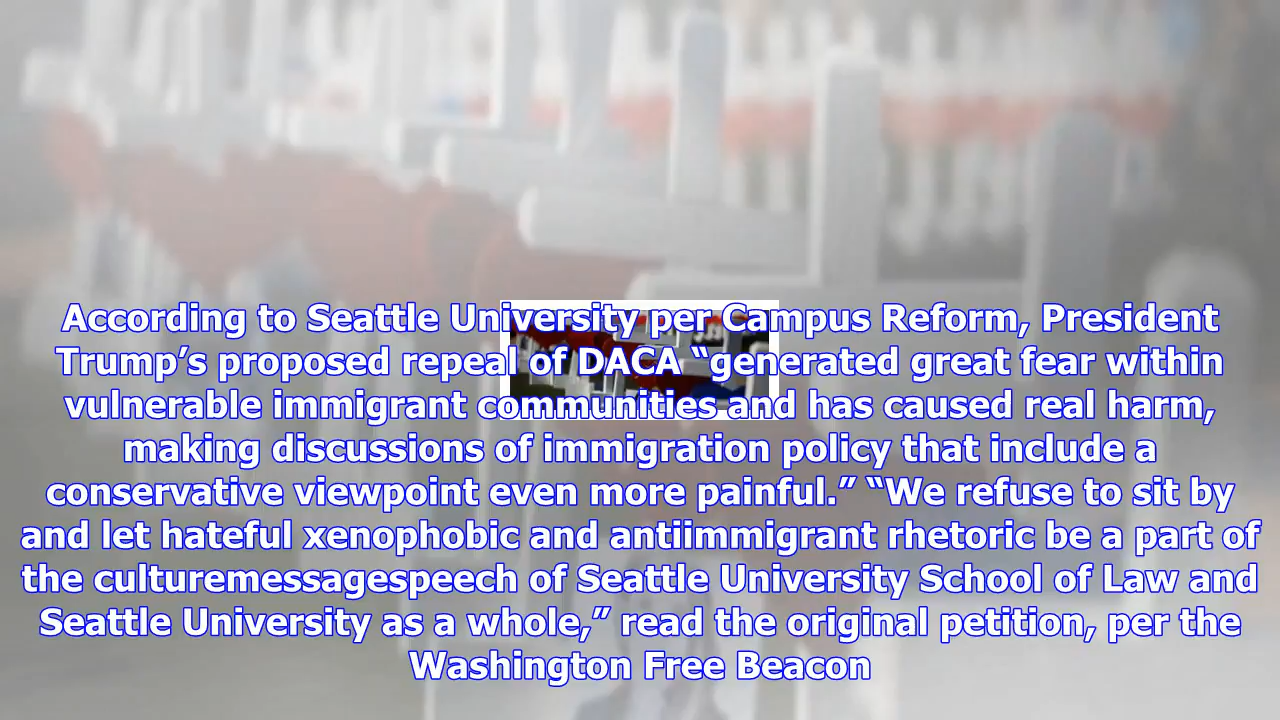 According to Seattle University per Campus Reform, President
Trump’s proposed repeal of DACA “generated great fear within
vulnerable immigrant communities and has caused real harm,
making discussions of immigration policy that include a
conservative viewpoint even more painful.” “We refuse to sit by
and let hateful xenophobic and antiimmigrant rhetoric be a part of
the culturemessagespeech of Seattle University School of Law and
Seattle University as a whole,” read the original petition, per the
Washington Free Beacon